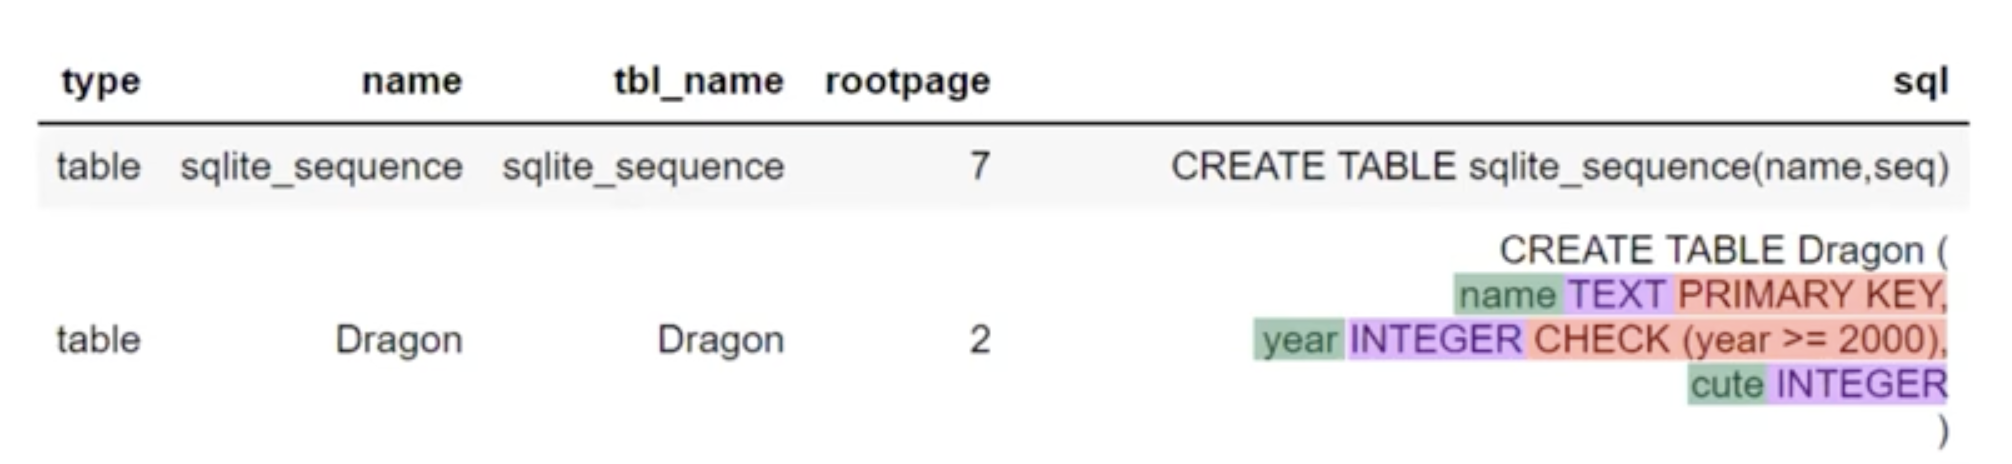 type name tbl_name rootpage sql
table sqlite_sequence sqlite_sequence 7 CREATE TABLE sqlite_sequence(name,seq)
CREATE TABLE Dragon (
name TEXT PRIMARY KEY,
table Dragon Dragon 2 year INTEGER CHECK (year >= 2000),
cute INTEGER
)